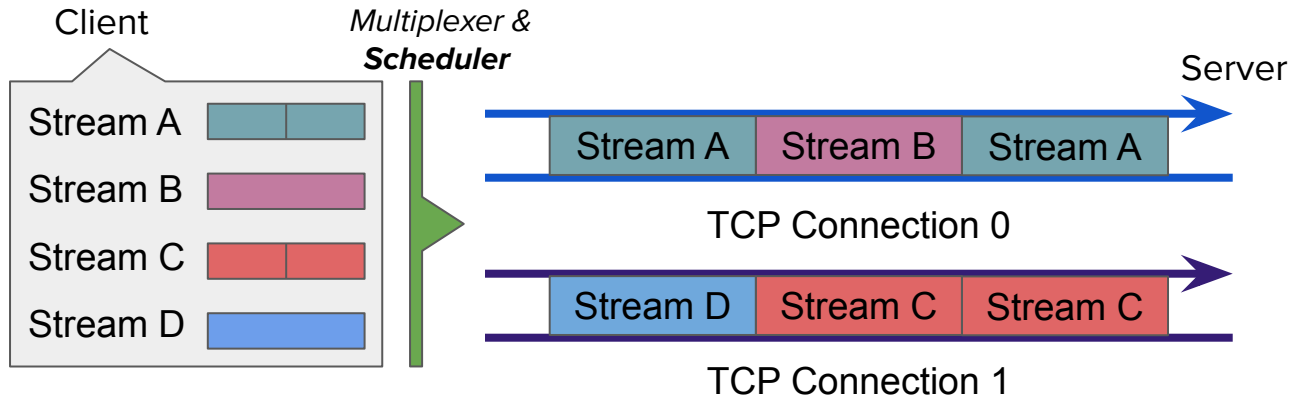 Client
Stream A
Stream B
Stream C
Stream D
Multiplexer &
Scheduler
Server
Stream A Stream B Stream A
TCP Connection 0
Stream D Stream C Stream C
TCP Connection 1